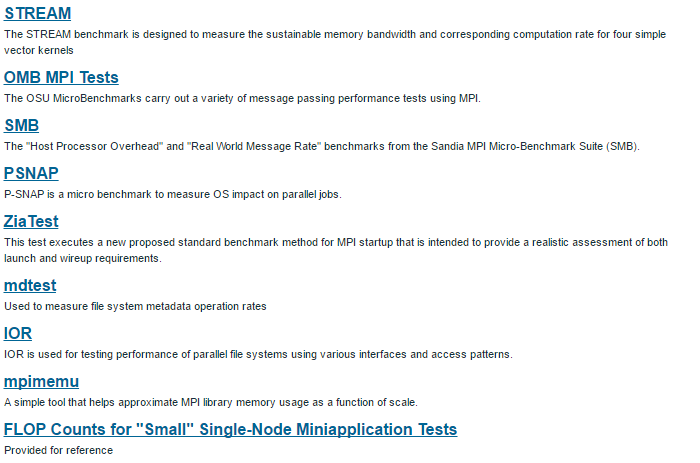 STREAM
The STREAM benchmark is designed to measure the sustainable memory bandwidth and corresponding computation rate for four simple
vector kernels
OMB MPI Tests
The OSU MicroBenchmarks carry out a variety of message passing performance tests using MPI.
SMB
The "Host Processor Overhead" and "Real World Message Rate" benchmarks from the Sandia MPI Micro-Benchmark Suite (SMB).
PSNAP
P-SNAP is a micro benchmark to measure OS impact on parallel jobs.
ZiaTest
This test executes a new proposed standard benchmark method for MPI startup that is intended to provide a realistic assessment of both
launch and wireup requirements.
mdtest
Used to measure file system metadata operation rates
IOR
IOR is used for testing performance of parallel file systems using various interfaces and access patterns.
mpimemu
A simple tool that helps approximate MPI library memory usage as a function of scale.
FLOP Counts for "Small" Single-Node Miniapplication Tests
Provided for reference